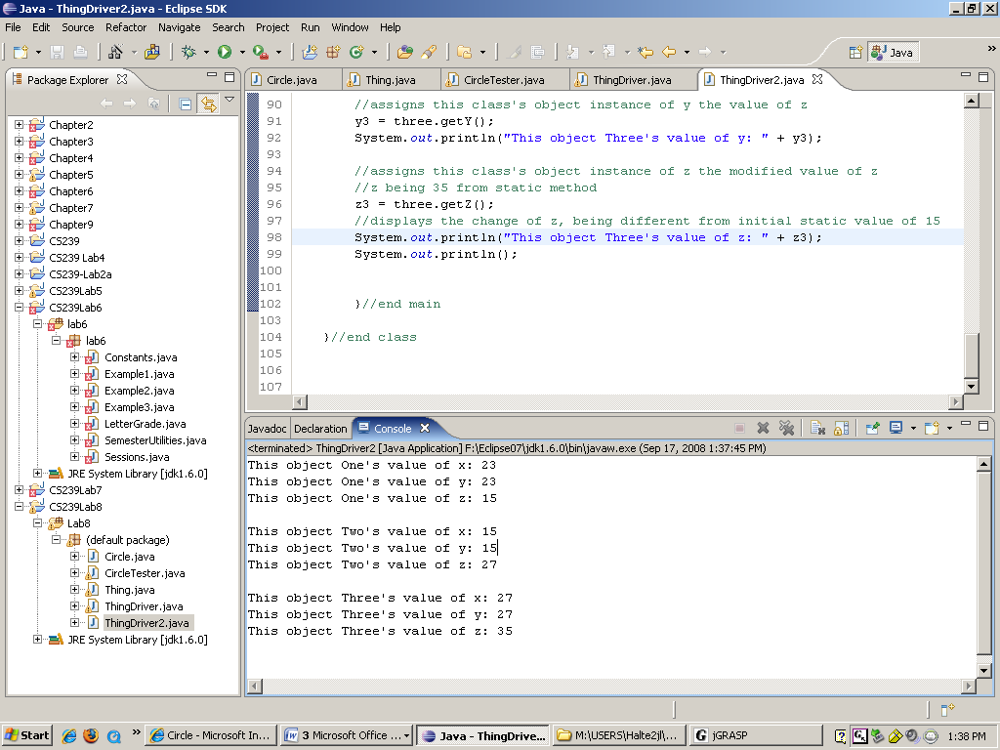 Java - ThingDriver2.java - Eclipse SDK
File Edit Source Refactor Navigate Search Project Run Window Help
Java
»
Package Explorer
Chapter2
Chapter3
Chapter4
Chapter5
Chapter6
Chapter7
Chapter9
CS239
CS239 Lab4
CS239-Lab2a
CS239Lab5
CS239Lab6
lab6
lab6
Constants.java
Example1.java
Example2.java
Example3.java
LetterGrade.java
SemesterUtilities.java
Sessions.java
JRE System Library [jdk1.6.0]
CS239Lab7
CS239Lab8
Lab8
(default package)
Circle.java
CircleTester.java
Thing.java
ThingDriver.java
ThingDriver2.java
JRE System Library [jdk1.6.0]
Circle.java Thing.java CircleTester.java ThingDriver.java ThingDriver2.java
90 //assigns this class's object instance of y the value of z
91 y3 = three.getY();
92 System.out.println("This object Three's value of y: " + y3);
93
94 //assigns this class's object instance of z the modified value of z
95 //z being 35 from static method
96 z3 = three.getZ();
97 //displays the change of z, being different from initial static value of 15
98 System.out.println("This object Three's value of z: " + z3);
99 System.out.println();
100
101
102 }//end main
103
104 }//end class
105
106
107
Javadoc Declaration Console
<terminated> ThingDriver2 [Java Application] F:\Eclipse07\jdk1.6.0\bin\javaw.exe (Sep 17, 2008 1:37:45 PM)
This object One's value of x: 23
This object One's value of y: 23
This object One's value of z: 15
This object Two's value of x: 15
This object Two's value of y: 15
This object Two's value of z: 27
This object Three's value of x: 27
This object Three's value of y: 27
This object Three's value of z: 35
Start » Circle - Microsoft In... 3 Microsoft Office ... Java - ThingDrive... M:\USERS\Halte2jl\... G jGRASP 1:38 PM